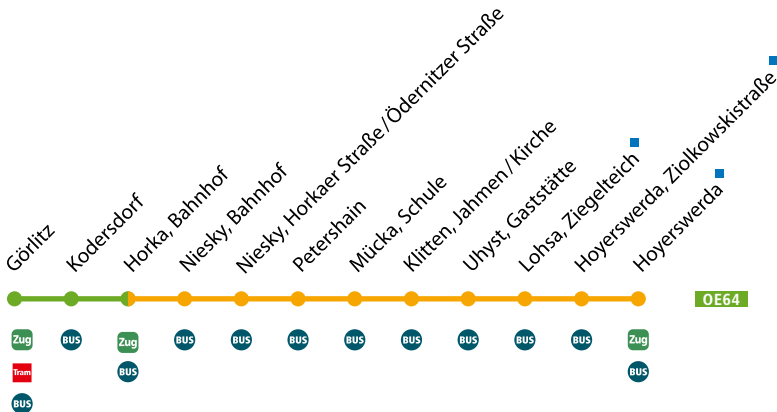 Görlitz
Kodersdorf
Horka, Bahnhof
Niesky, Bahnhof
Niesky, Horkaer Straße/Ödernitzer Straße
Petershain
Mücka, Schule
Klitten, Jahmen/Kirche
Uhyst, Gaststätte
Lohsa, Ziegelteich
Hoyerswerda, Ziolkowskistraße
Hoyerswerda
OE64
Zug BUS Zug BUS BUS BUS BUS BUS BUS BUS BUS Zug
Tram BUS BUS
BUS